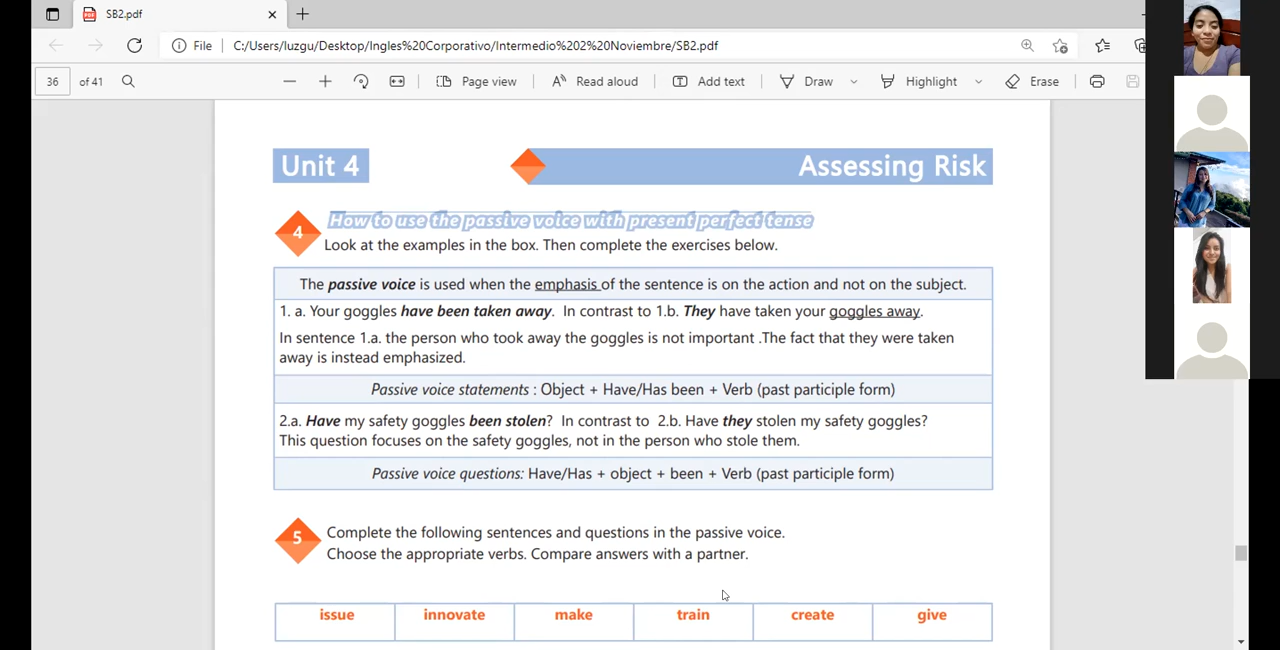 SB2.pdf
File
C:/Users/luzgu/Desktop/Ingles%20Corporativo/Intermedio%202%20Noviembre/SB2.pdf
36 of 41
Page view
Read aloud
Add text
Draw
Highlight
Erase
Unit 4
Assessing Risk
4
How to use the passive voice with present perfect tense
Look at the examples in the box. Then complete the exercises below.
The passive voice is used when the emphasis of the sentence is on the action and not on the subject.
1. a. Your goggles have been taken away. In contrast to 1.b. They have taken your goggles away.
In sentence 1.a. the person who took away the goggles is not important .The fact that they were taken
away is instead emphasized.
Passive voice statements : Object + Have/Has been + Verb (past participle form)
2.a. Have my safety goggles been stolen? In contrast to 2.b. Have they stolen my safety goggles?
This question focuses on the safety goggles, not in the person who stole them.
Passive voice questions: Have/Has + object + been + Verb (past participle form)
5
Complete the following sentences and questions in the passive voice.
Choose the appropriate verbs. Compare answers with a partner.
issue innovate make train create give